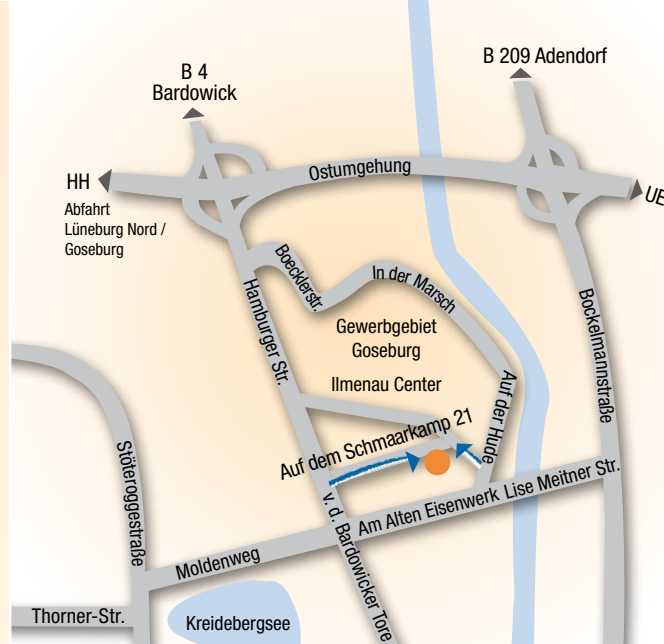 B 209 Adendorf
B 4
Bardowick
Ostumgehung
HH
UE
Abfahrt
Lüneburg Nord /
Goseburg
Boecklerstr.
In der Marsch
Hamburger Str.
Bockelmannstraße
Gewerbgebiet
Goseburg
Ilmenau Center
Auf der Hude
Auf dem Schmaarkamp 21
Stöteroggestraße
v. d. Bardowicker Tore
Am Alten Eisenwerk
Lise Meitner Str.
Moldenweg
Thorner-Str.
Kreidebergsee